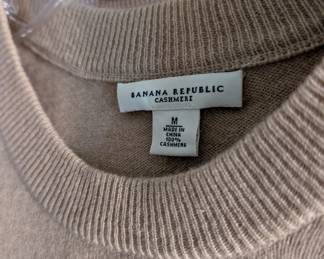 BANANA REPUBLIC
CASHMERE
M
MADE IN
CHINA
100%
CASHMERE